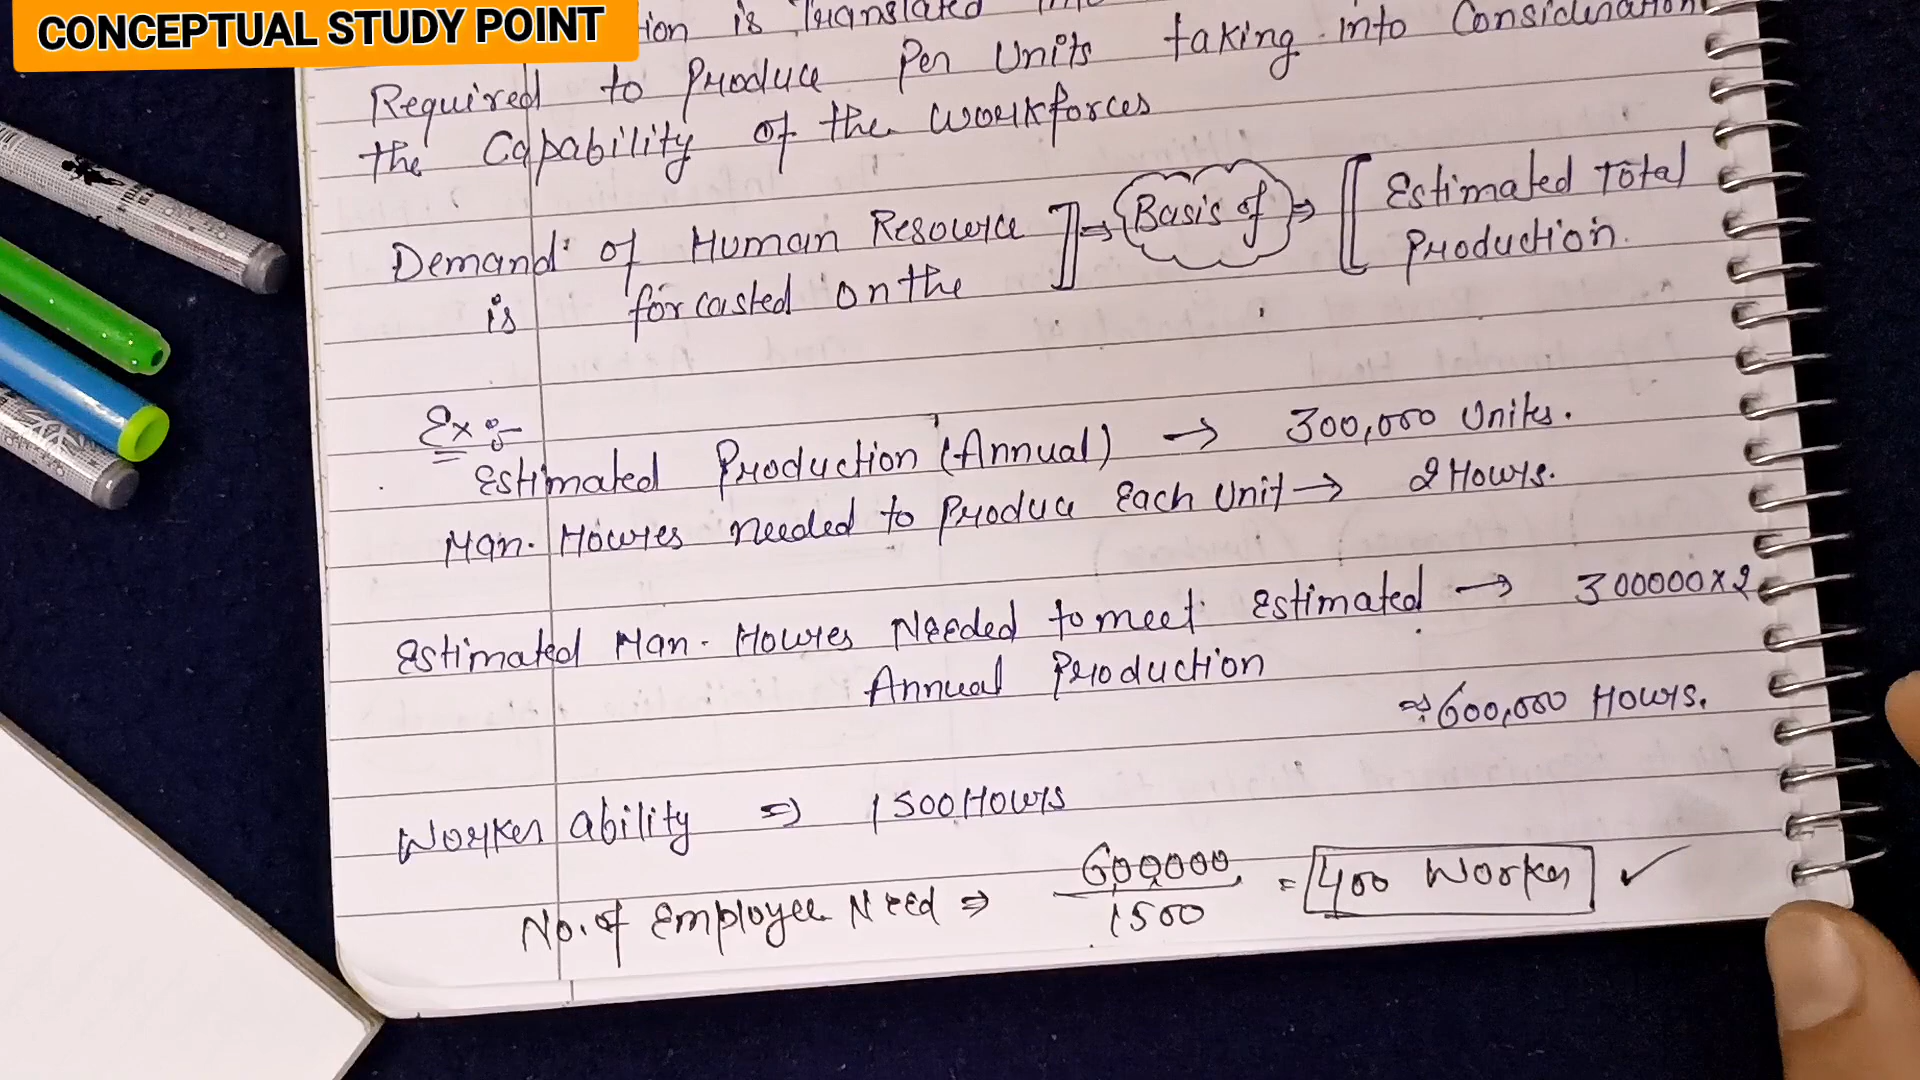 CONCEPTUAL STUDY POINT
tion is Translated
Required to Produce Per Units taking into Consideration
the Capability of the workforces
Demand of Human Resource
is forcasted on the
Basis of
Estimated Total
Production.
Ex :-
Estimated Production (Annual) → 300,000 Units.
Man-Houres needed to Produce Each Unit → 2 Hours.
Estimated Man-Houres Needed to meet Estimated → 300000 x 2
Annual Production
⇒ 600,000 Hours.
Worker ability ⇒ 1500 Hours
No. of Employee Need ⇒ 600000 / 1500 = 400 Worker ✓